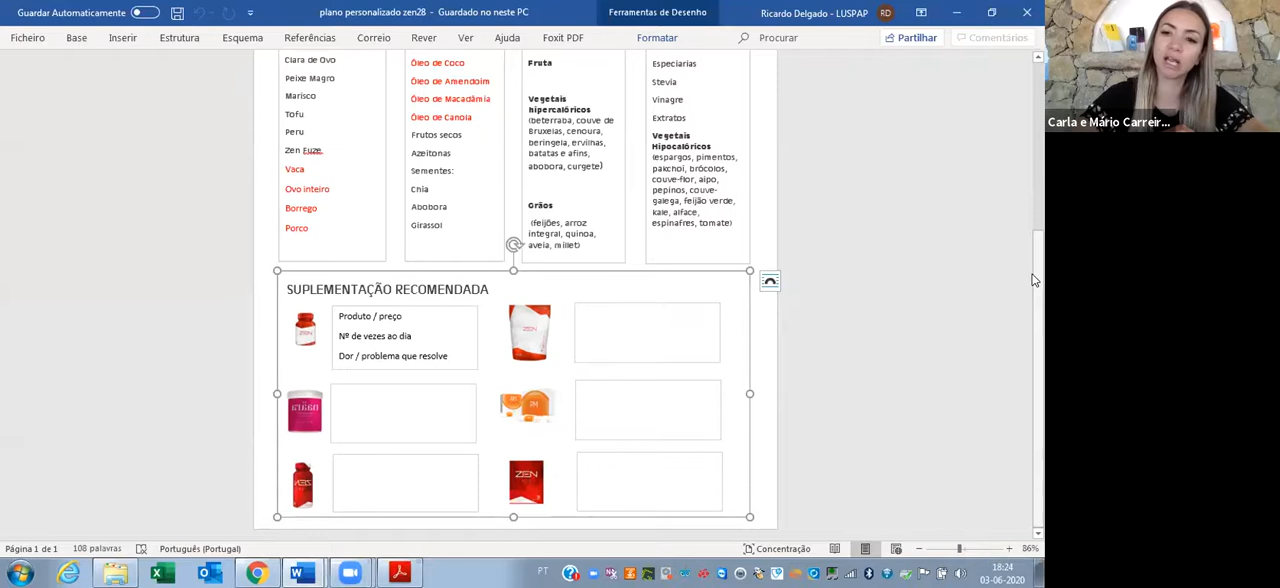 Guardar Automaticamente
plano personalizado zen28 - Guardado no neste PC
Ferramentas de Desenho
Ricardo Delgado - LUSPAP
RD
Ficheiro
Base
Inserir
Estrutura
Esquema
Referências
Correio
Rever
Ver
Ajuda
Foxit PDF
Formatar
Procurar
Partilhar
Comentários
Carla e Mário Carreir...
Clara de Ovo
Peixe Magro
Marisco
Tofu
Peru
Zen Fuze
Vaca
Ovo inteiro
Borrego
Porco
Óleo de Coco
Óleo de Amendoim
Óleo de Macadâmia
Óleo de Canola
Frutos secos
Azeitonas
Sementes:
Chia
Abobora
Girassol
Fruta
Vegetais
hipercalóricos
(beterraba, couve de
Bruxelas, cenoura,
beringela, ervilhas,
batatas e afins,
abobora, curgete)
Grãos
(feijões, arroz
integral, quinoa,
aveia, millet)
Especiarias
Stevia
Vinagre
Extratos
Vegetais
Hipocalóricos
(espargos, pimentos,
pakchoi, brócolos,
couve-flor, aipo,
pepinos, couve-
galega, feijão verde,
kale, alface,
espinafres, tomate)
SUPLEMENTAÇÃO RECOMENDADA
ZEN
Produto / preço
Nº de vezes ao dia
Dor / problema que resolve
ZEN
PM
ZEN
ZEN
Página 1 de 1
108 palavras
Português (Portugal)
Concentração
86%
PT
18:24
03-06-2020